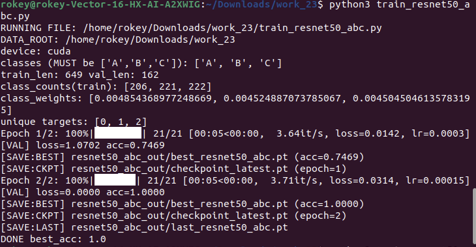 rokey@rokey-Vector-16-HX-AI-A2XWIG:~/Downloads/work_23$ python3 train_resnet50_a
bc.py
RUNNING FILE: /home/rokey/Downloads/work_23/train_resnet50_abc.py
DATA_ROOT: /home/rokey/Downloads/work_23
device: cuda
classes (MUST be ['A','B','C']): ['A', 'B', 'C']
train_len: 649 val_len: 162
class_counts(train): [206, 221, 222]
class_weights: [0.004854368977248669, 0.004524887073785067, 0.004504504613578319
5]
unique targets: [0, 1, 2]
Epoch 1/2: 100%|██████| 21/21 [00:05<00:00,  3.64it/s, loss=0.0142, lr=0.0003]
[VAL] loss=1.0702 acc=0.7469
[SAVE:BEST] resnet50_abc_out/best_resnet50_abc.pt (acc=0.7469)
[SAVE:CKPT] resnet50_abc_out/checkpoint_latest.pt (epoch=1)
Epoch 2/2: 100%|█████| 21/21 [00:05<00:00,  3.71it/s, loss=0.0314, lr=0.00015]
[VAL] loss=0.0000 acc=1.0000
[SAVE:BEST] resnet50_abc_out/best_resnet50_abc.pt (acc=1.0000)
[SAVE:CKPT] resnet50_abc_out/checkpoint_latest.pt (epoch=2)
[SAVE:LAST] resnet50_abc_out/last_resnet50_abc.pt
DONE best_acc: 1.0